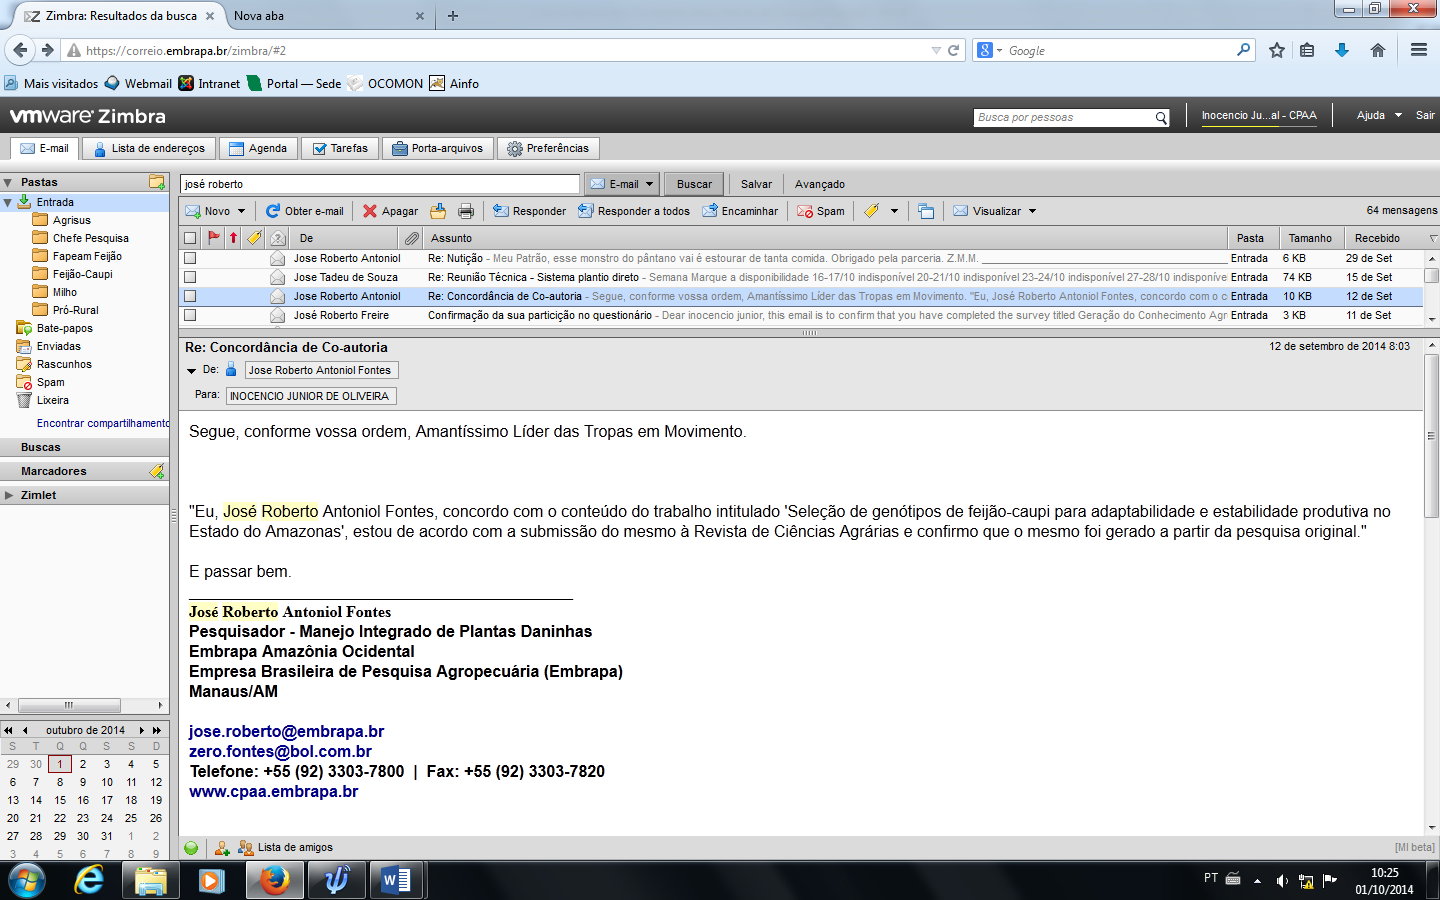 Zimbra: Resultados da busca
Nova aba
https://correio.embrapa.br/zimbra/#2
Google
Mais visitados Webmail Intranet Portal — Sede OCOMON Ainfo
vmware Zimbra
Busca por pessoas
Inocencio Ju...al - CPAA
Ajuda
Sair
E-mail Lista de endereços Agenda Tarefas Porta-arquivos Preferências
Pastas
Entrada
Agrisus
Chefe Pesquisa
Fapeam Feijão
Feijão-Caupi
Milho
Pró-Rural
Bate-papos
Enviadas
Rascunhos
Spam
Lixeira
Encontrar compartilhamento
Buscas
Marcadores
Zimlet
outubro de 2014
S T Q Q S S D
29 30 1 2 3 4 5
6 7 8 9 10 11 12
13 14 15 16 17 18 19
20 21 22 23 24 25 26
27 28 29 30 31 1 2
3 4 5 6 7 8 9
josé roberto
E-mail Buscar Salvar Avançado
Novo Obter e-mail Apagar Responder Responder a todos Encaminhar Spam Visualizar 64 mensagens
De Assunto Pasta Tamanho Recebido
Jose Roberto Antoniol Re: Nutição - Meu Patrão, esse monstro do pântano vai é estourar de tanta comida. Obrigado pela parceria. Z.M.M. Entrada 6 KB 29 de Set
Jose Tadeu de Souza Re: Reunião Técnica - Sistema plantio direto - Semana Marque a disponibilidade 16-17/10 indisponível 20-21/10 indisponível 23-24/10 indisponível 27-28/10 indisponíve Entrada 74 KB 15 de Set
Jose Roberto Antoniol Re: Concordância de Co-autoria - Segue, conforme vossa ordem, Amantíssimo Líder das Tropas em Movimento. "Eu, José Roberto Antoniol Fontes, concordo com o c Entrada 10 KB 12 de Set
José Roberto Freire Confirmação da sua particição no questionário - Dear inocencio junior, this email is to confirm that you have completed the survey titled Geração do Conhecimento Agr Entrada 3 KB 11 de Set
Re: Concordância de Co-autoria
12 de setembro de 2014 8:03
De: Jose Roberto Antoniol Fontes
Para: INOCENCIO JUNIOR DE OLIVEIRA
Segue, conforme vossa ordem, Amantíssimo Líder das Tropas em Movimento.
"Eu, José Roberto Antoniol Fontes, concordo com o conteúdo do trabalho intitulado 'Seleção de genótipos de feijão-caupi para adaptabilidade e estabilidade produtiva no
Estado do Amazonas', estou de acordo com a submissão do mesmo à Revista de Ciências Agrárias e confirmo que o mesmo foi gerado a partir da pesquisa original."
E passar bem.
José Roberto Antoniol Fontes
Pesquisador - Manejo Integrado de Plantas Daninhas
Embrapa Amazônia Ocidental
Empresa Brasileira de Pesquisa Agropecuária (Embrapa)
Manaus/AM
jose.roberto@embrapa.br
zero.fontes@bol.com.br
Telefone: +55 (92) 3303-7800 | Fax: +55 (92) 3303-7820
www.cpaa.embrapa.br
Lista de amigos
[MI beta]
PT
10:25
01/10/2014